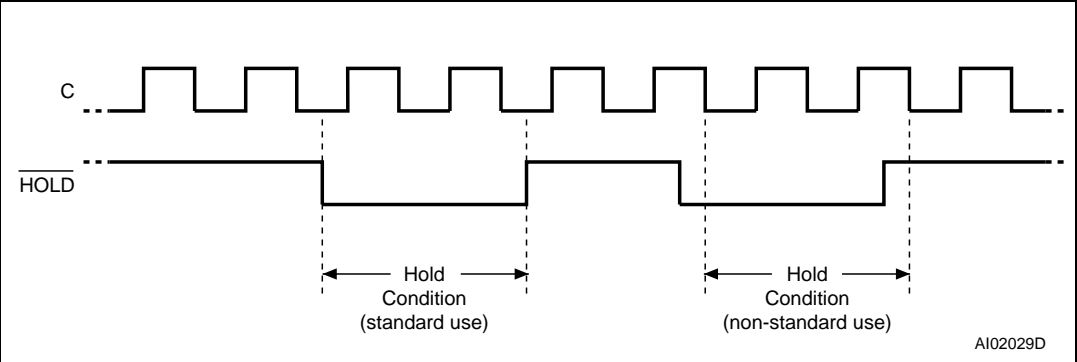 C
HOLD
Hold
Condition
(standard use)
Hold
Condition
(non-standard use)
AI02029D